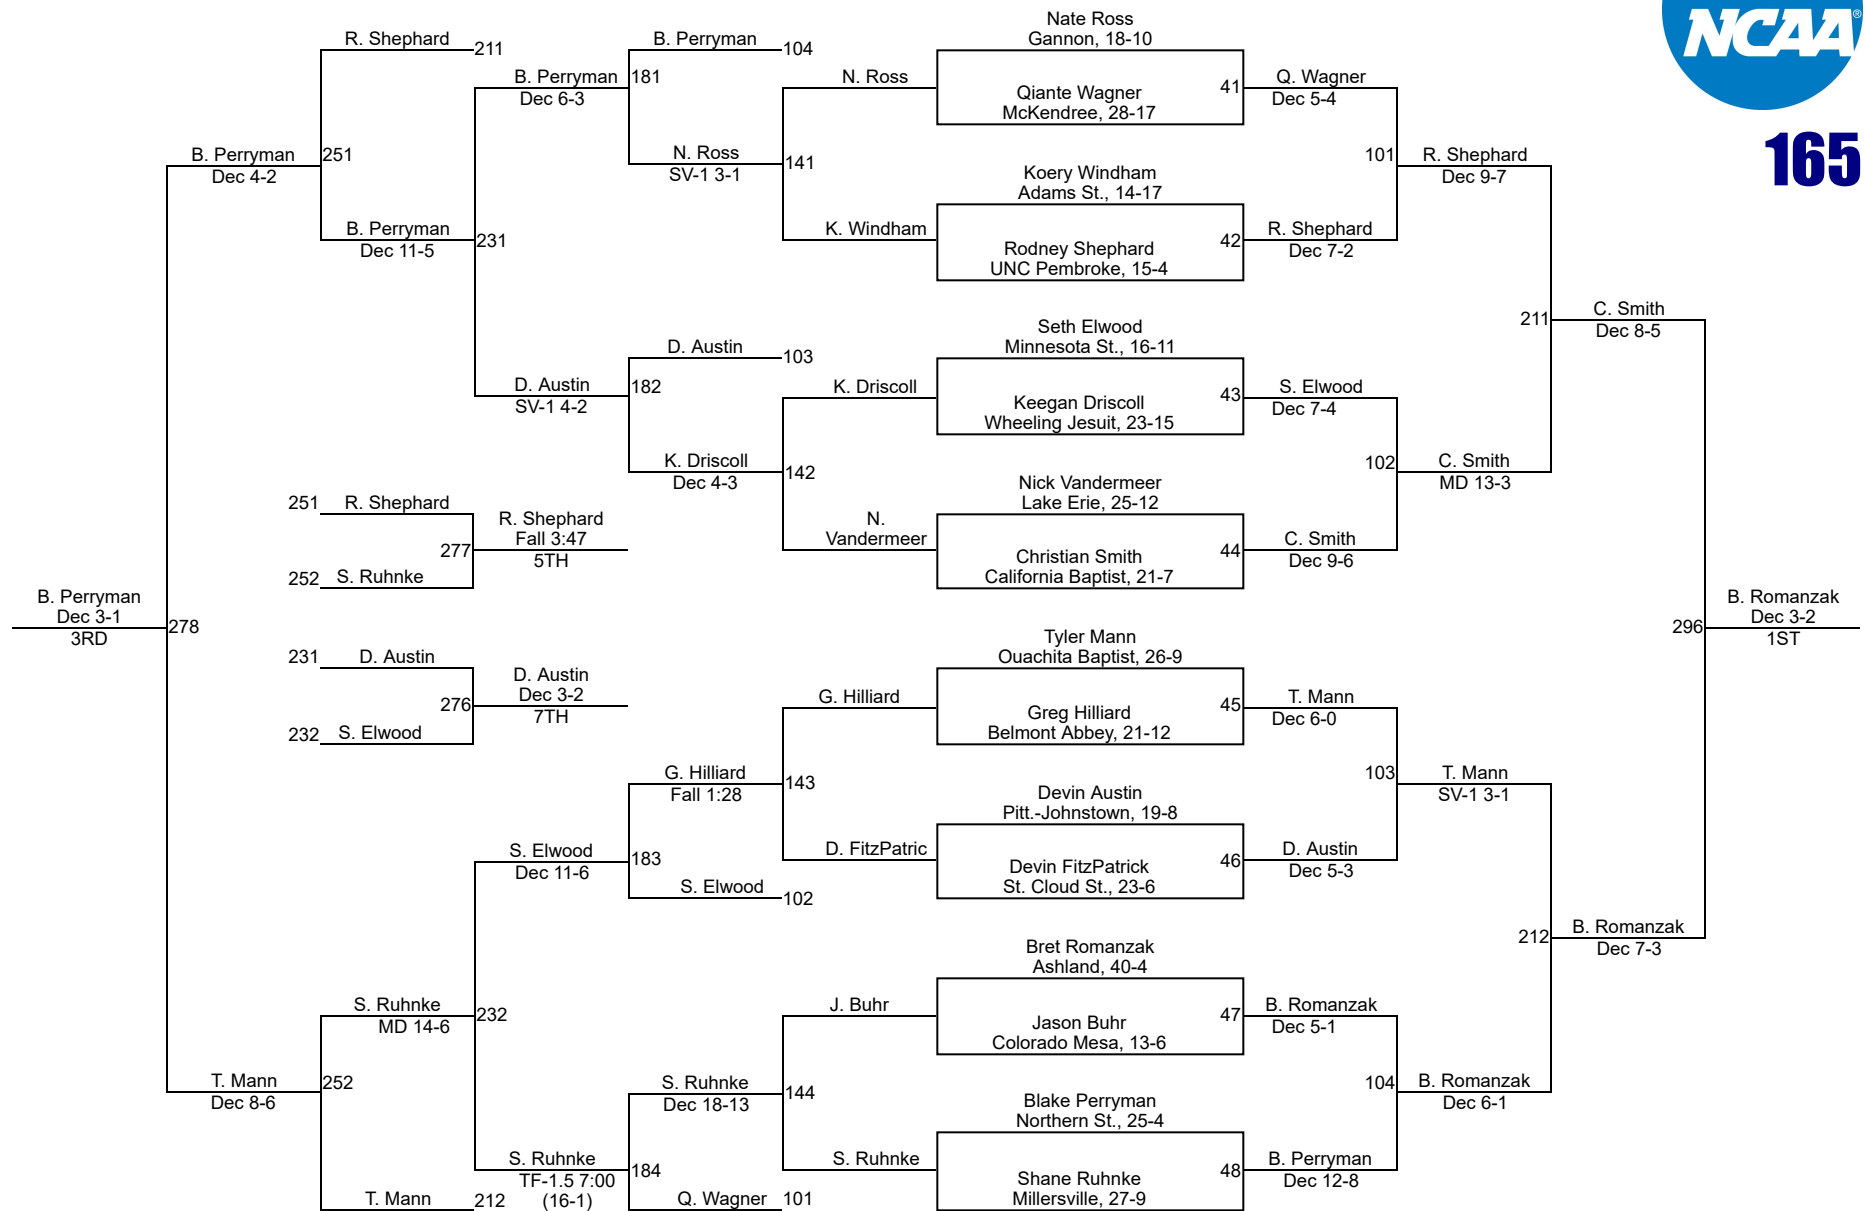 NCAA®
165
Nate Ross
Gannon, 18-10
R. Shephard
211
B. Perryman
104
B. Perryman
181
Dec 6-3
N. Ross
Qiante Wagner
McKendree, 28-17
41
Q. Wagner
Dec 5-4
B. Perryman
251
Dec 4-2
N. Ross
141
SV-1 3-1
101
R. Shephard
Dec 9-7
Koery Windham
Adams St., 14-17
B. Perryman
231
Dec 11-5
K. Windham
Rodney Shephard
UNC Pembroke, 15-4
42
R. Shephard
Dec 7-2
Seth Elwood
Minnesota St., 16-11
211
C. Smith
Dec 8-5
D. Austin
103
D. Austin
182
SV-1 4-2
K. Driscoll
Keegan Driscoll
Wheeling Jesuit, 23-15
43
S. Elwood
Dec 7-4
K. Driscoll
142
Dec 4-3
102
C. Smith
MD 13-3
Nick Vandermeer
Lake Erie, 25-12
251
R. Shephard
277
R. Shephard
Fall 3:47
5TH
N.
Vandermeer
Christian Smith
California Baptist, 21-7
44
C. Smith
Dec 9-6
252
S. Ruhnke
B. Perryman
Dec 3-1
3RD
278
296
B. Romanzak
Dec 3-2
1ST
Tyler Mann
Ouachita Baptist, 26-9
231
D. Austin
276
D. Austin
Dec 3-2
7TH
G. Hilliard
Greg Hilliard
Belmont Abbey, 21-12
45
T. Mann
Dec 6-0
232
S. Elwood
G. Hilliard
143
Fall 1:28
103
T. Mann
SV-1 3-1
Devin Austin
Pitt.-Johnstown, 19-8
S. Elwood
183
Dec 11-6
D. FitzPatric
Devin FitzPatrick
St. Cloud St., 23-6
46
D. Austin
Dec 5-3
S. Elwood
102
212
B. Romanzak
Dec 7-3
Bret Romanzak
Ashland, 40-4
S. Ruhnke
232
MD 14-6
J. Buhr
Jason Buhr
Colorado Mesa, 13-6
47
B. Romanzak
Dec 5-1
T. Mann
252
Dec 8-6
S. Ruhnke
144
Dec 18-13
104
B. Romanzak
Dec 6-1
Blake Perryman
Northern St., 25-4
S. Ruhnke
184
TF-1.5 7:00
(16-1)
S. Ruhnke
Shane Ruhnke
Millersville, 27-9
48
B. Perryman
Dec 12-8
T. Mann
212
Q. Wagner
101